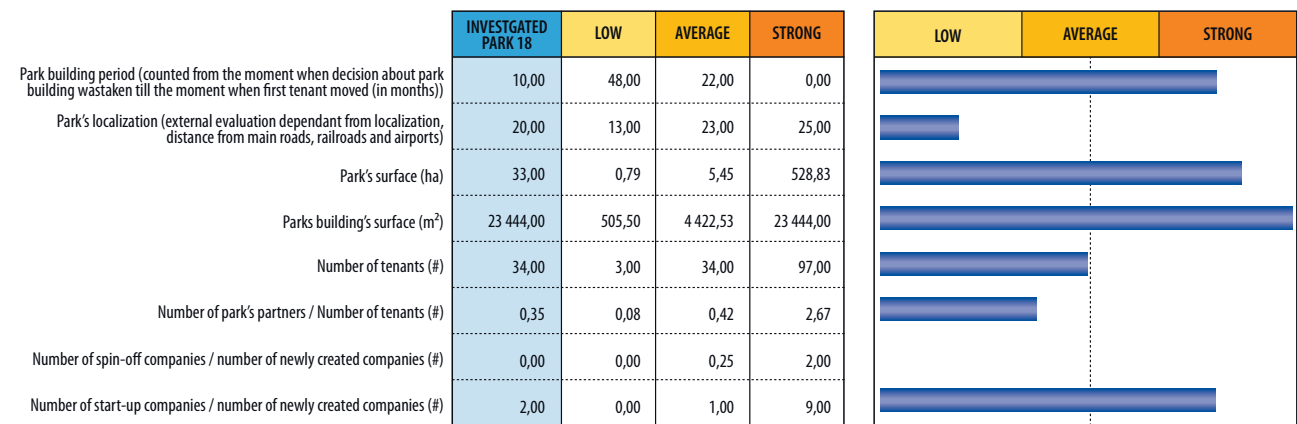 INVESTGATED
PARK 18
LOW
AVERAGE
STRONG
LOW
AVERAGE
STRONG
Park building period (counted from the moment when decision about park
building wastaken till the moment when first tenant moved (in months))
10,00
48,00
22,00
0,00
Park's localization (external evaluation dependant from localization,
distance from main roads, railroads and airports)
20,00
13,00
23,00
25,00
Park's surface (ha)
33,00
0,79
5,45
528,83
Parks building's surface (m²)
23 444,00
505,50
4 422,53
23 444,00
Number of tenants (#)
34,00
3,00
34,00
97,00
Number of park's partners / Number of tenants (#)
0,35
0,08
0,42
2,67
Number of spin-off companies / number of newly created companies (#)
0,00
0,00
0,25
2,00
Number of start-up companies / number of newly created companies (#)
2,00
0,00
1,00
9,00